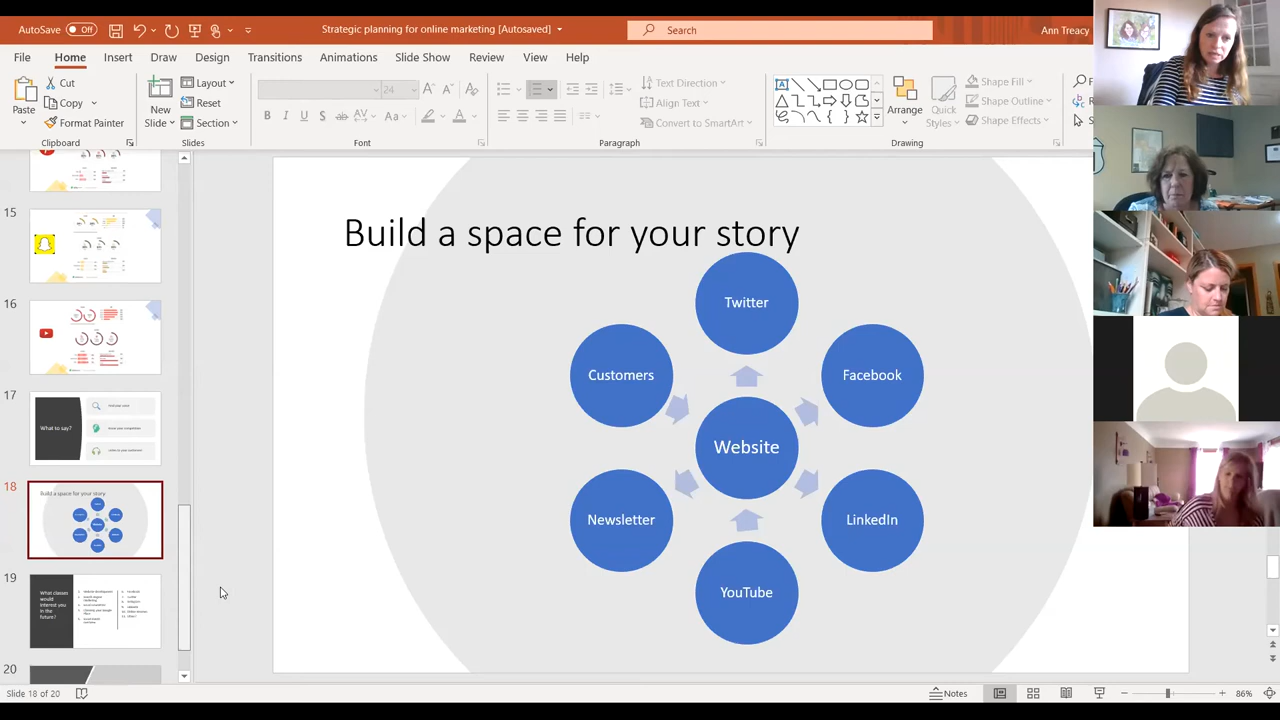 AutoSave Off Strategic planning for online marketing [Autosaved] Search Ann Treacy
File Home Insert Draw Design Transitions Animations Slide Show Review View Help
Paste Cut Copy Format Painter
Clipboard
New Slide Layout Reset Section
Slides
24
Font
Text Direction
Align Text
Convert to SmartArt
Paragraph
Arrange
Quick Styles
Shape Fill
Shape Outline
Shape Effects
Drawing
15
16
17
What to say?
18
Build a space for your story
19
What classes would interest you in the future?
20
Build a space for your story
Twitter
Customers
Facebook
Website
Newsletter
LinkedIn
YouTube
Slide 18 of 20
Notes
86%